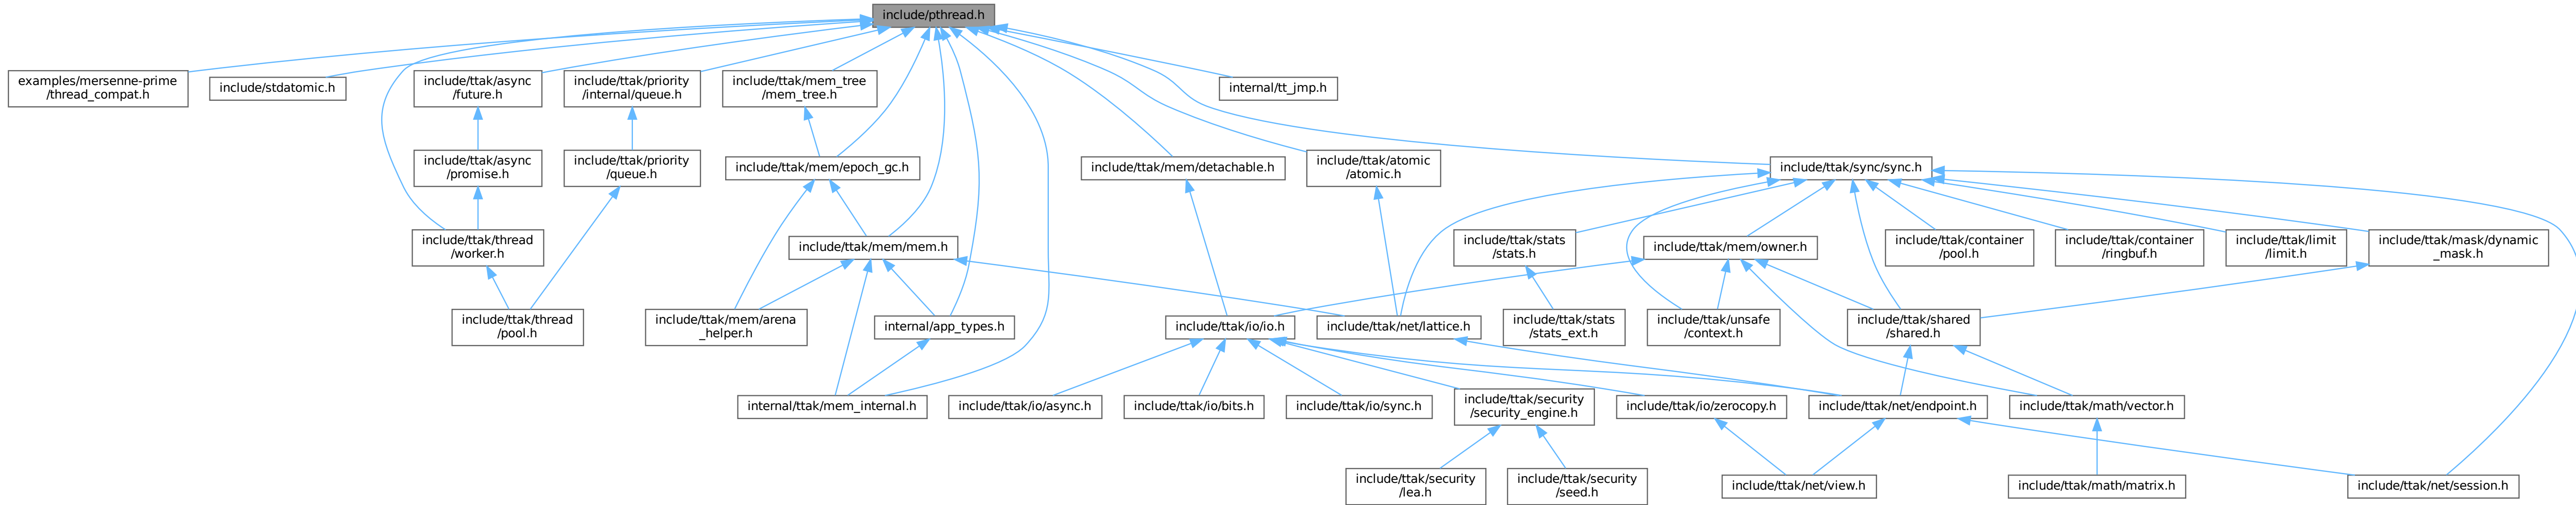 include/pthread.h
examples/mersenne-prime
/thread_compat.h
include/stdatomic.h
include/ttak/async
/future.h
include/ttak/priority
/internal/queue.h
include/ttak/mem_tree
/mem_tree.h
internal/tt_jmp.h
include/ttak/async
/promise.h
include/ttak/priority
/queue.h
include/ttak/mem/epoch_gc.h
include/ttak/mem/detachable.h
include/ttak/atomic
/atomic.h
include/ttak/sync/sync.h
include/ttak/thread
/worker.h
include/ttak/mem/mem.h
include/ttak/stats
/stats.h
include/ttak/mem/owner.h
include/ttak/container
/pool.h
include/ttak/container
/ringbuf.h
include/ttak/limit
/limit.h
include/ttak/mask/dynamic
_mask.h
include/ttak/thread
/pool.h
include/ttak/mem/arena
_helper.h
internal/app_types.h
include/ttak/io/io.h
include/ttak/net/lattice.h
include/ttak/stats
/stats_ext.h
include/ttak/unsafe
/context.h
include/ttak/shared
/shared.h
internal/ttak/mem_internal.h
include/ttak/io/async.h
include/ttak/io/bits.h
include/ttak/io/sync.h
include/ttak/security
/security_engine.h
include/ttak/io/zerocopy.h
include/ttak/net/endpoint.h
include/ttak/math/vector.h
include/ttak/security
/lea.h
include/ttak/security
/seed.h
include/ttak/net/view.h
include/ttak/math/matrix.h
include/ttak/net/session.h